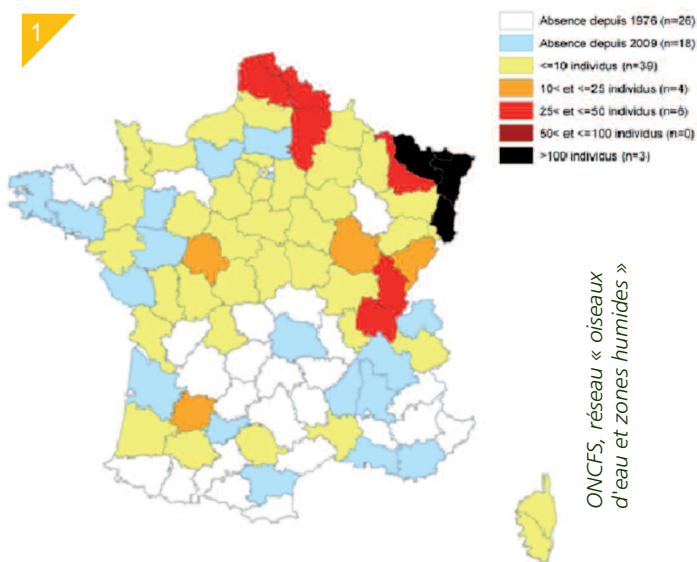 1
Absence depuis 1976 (n=26)
Absence depuis 2009 (n=18)
<=10 individus (n=39)
10< et <=25 individus (n=4)
25< et <=50 individus (n=6)
50< et <=100 individus (n=0)
>100 individus (n=3)
ONCFS, réseau « oiseaux
d'eau et zones humides »